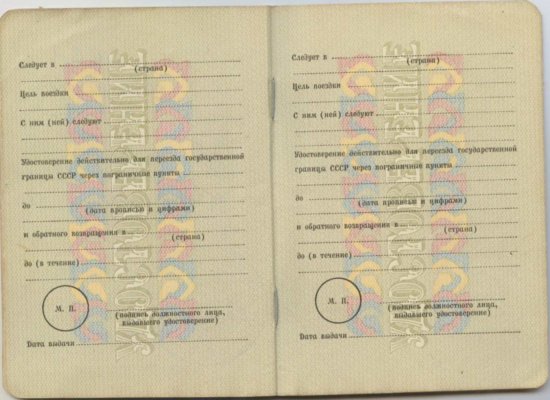 Следует в
(страна)
Цель поездки
С ним (ней) следуют
Удостоверение действительно для переезда государственной
границы СССР через пограничные пункты
до
(дата прописью и цифрами)
и обратного возвращения в
(страна)
до (в течение)
М. П.
(подпись должностного лица,
выдавшего удостоверение)
Дата выдачи
Следует в
(страна)
Цель поездки
С ним (ней) следуют
Удостоверение действительно для переезда государственной
границы СССР через пограничные пункты
до
(дата прописью и цифрами)
и обратного возвращения в
(страна)
до (в течение)
М. П.
(подпись должностного лица,
выдавшего удостоверение)
Дата выдачи